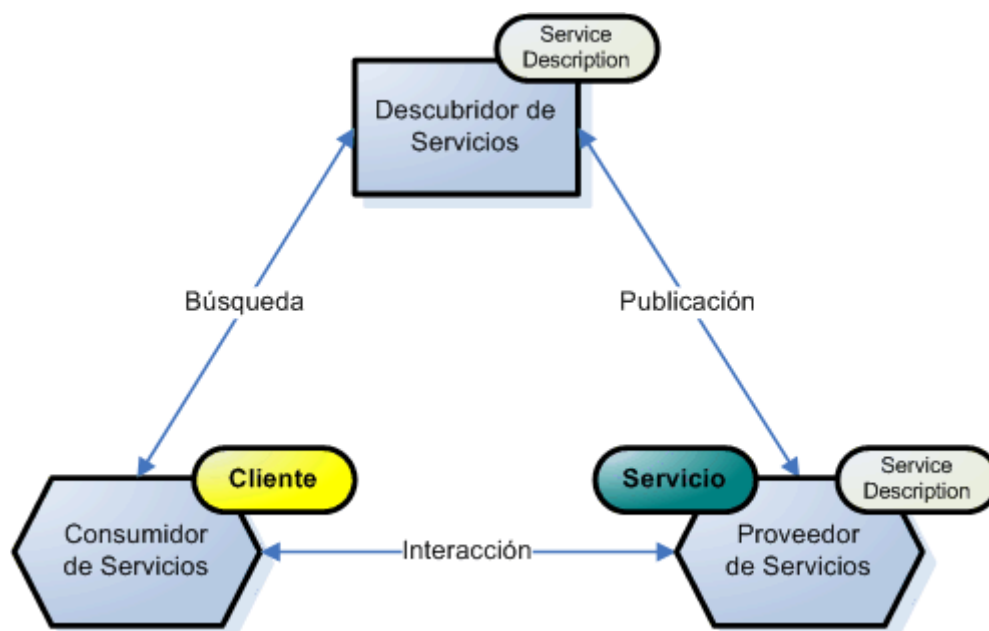 Service
Description
Descubridor de
Servicios
Búsqueda
Publicación
Cliente
Servicio
Service
Description
Consumidor
de Servicios
Interacción
Proveedor
de Servicios